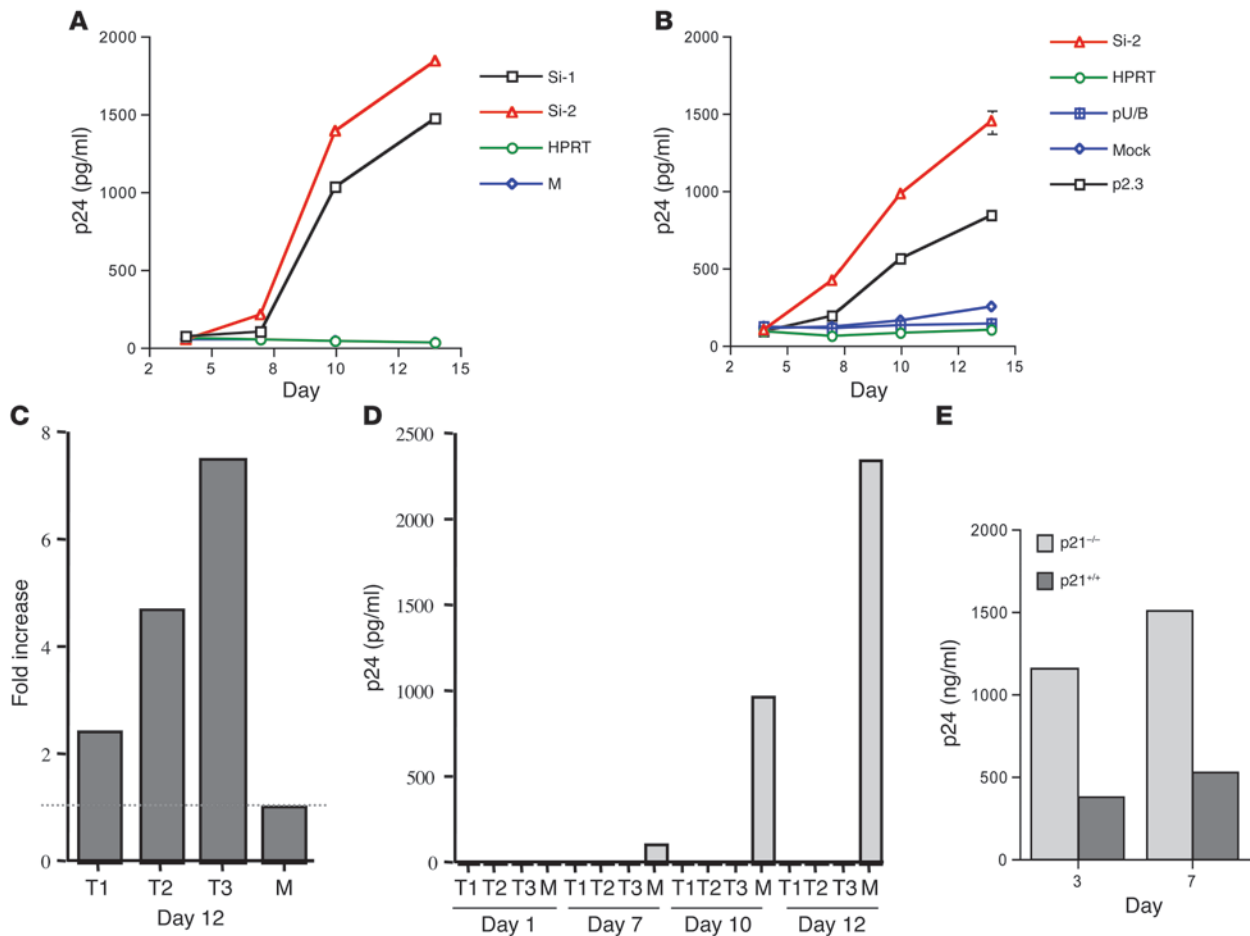 A
2000
1500
1000
500
0
p24 (pg/ml)
2 5 8 10 12 15
Day
Si-1
Si-2
HPRT
M
B
2000
1500
1000
500
0
p24 (pg/ml)
2 5 8 10 12 15
Day
Si-2
HPRT
pU/B
Mock
p2.3
C
8
6
4
2
0
Fold increase
T1 T2 T3 M
Day 12
D
2500
2000
1500
1000
500
0
p24 (pg/ml)
T1 T2 T3 M T1 T2 T3 M T1 T2 T3 M T1 T2 T3 M
Day 1 Day 7 Day 10 Day 12
E
2000
1500
1000
500
0
p24 (ng/ml)
p21−/−
p21+/+
3 7
Day